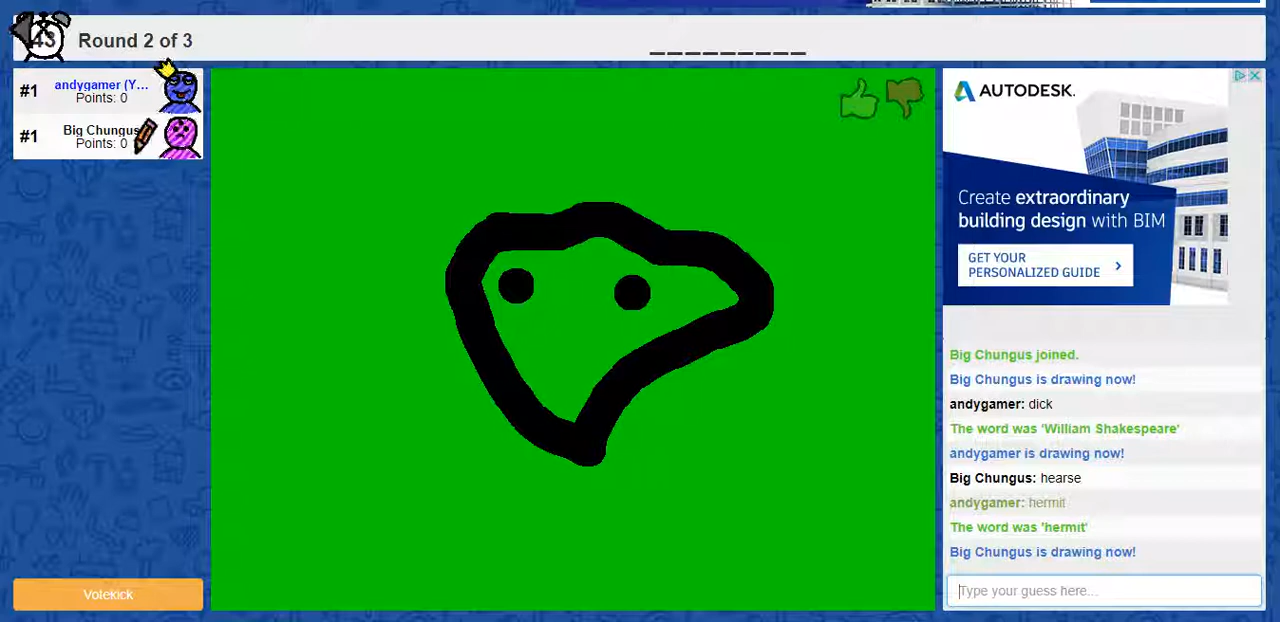 43 Round 2 of 3 _________
#1 andygamer (Y...
Points: 0
#1 Big Chungus
Points: 0
Votekick
AUTODESK.
Create extraordinary
building design with BIM
GET YOUR
PERSONALIZED GUIDE
Big Chungus joined.
Big Chungus is drawing now!
andygamer: dick
The word was 'William Shakespeare'
andygamer is drawing now!
Big Chungus: hearse
andygamer: hermit
The word was 'hermit'
Big Chungus is drawing now!
Type your guess here...